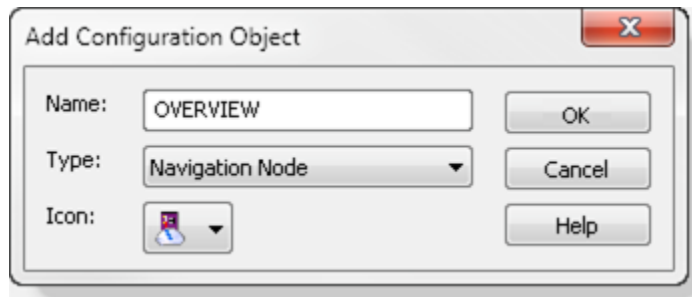 Add Configuration Object
Name:
OVERVIEW
OK
Type:
Navigation Node
Cancel
Icon:
Help